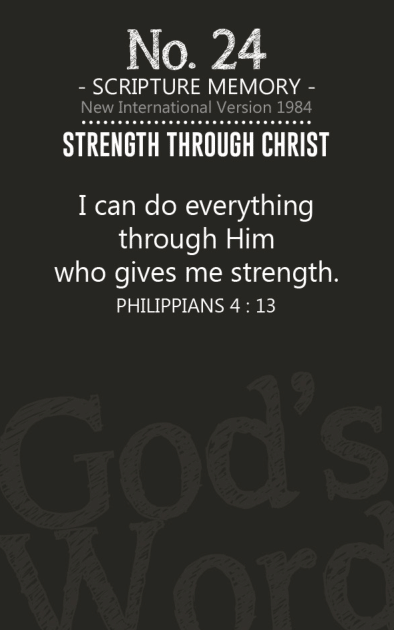 No. 24
- SCRIPTURE MEMORY -
New International Version 1984
STRENGTH THROUGH CHRIST
I can do everything
through Him
who gives me strength.
PHILIPPIANS 4 : 13
God's
Word